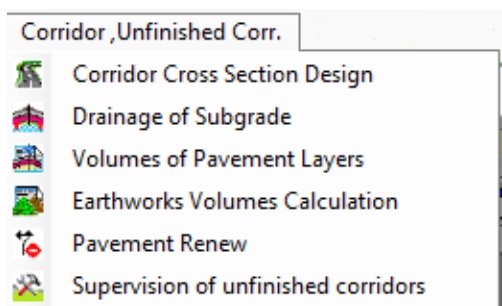 Corridor ,Unfinished Corr.
Corridor Cross Section Design
Drainage of Subgrade
Volumes of Pavement Layers
Earthworks Volumes Calculation
Pavement Renew
Supervision of unfinished corridors